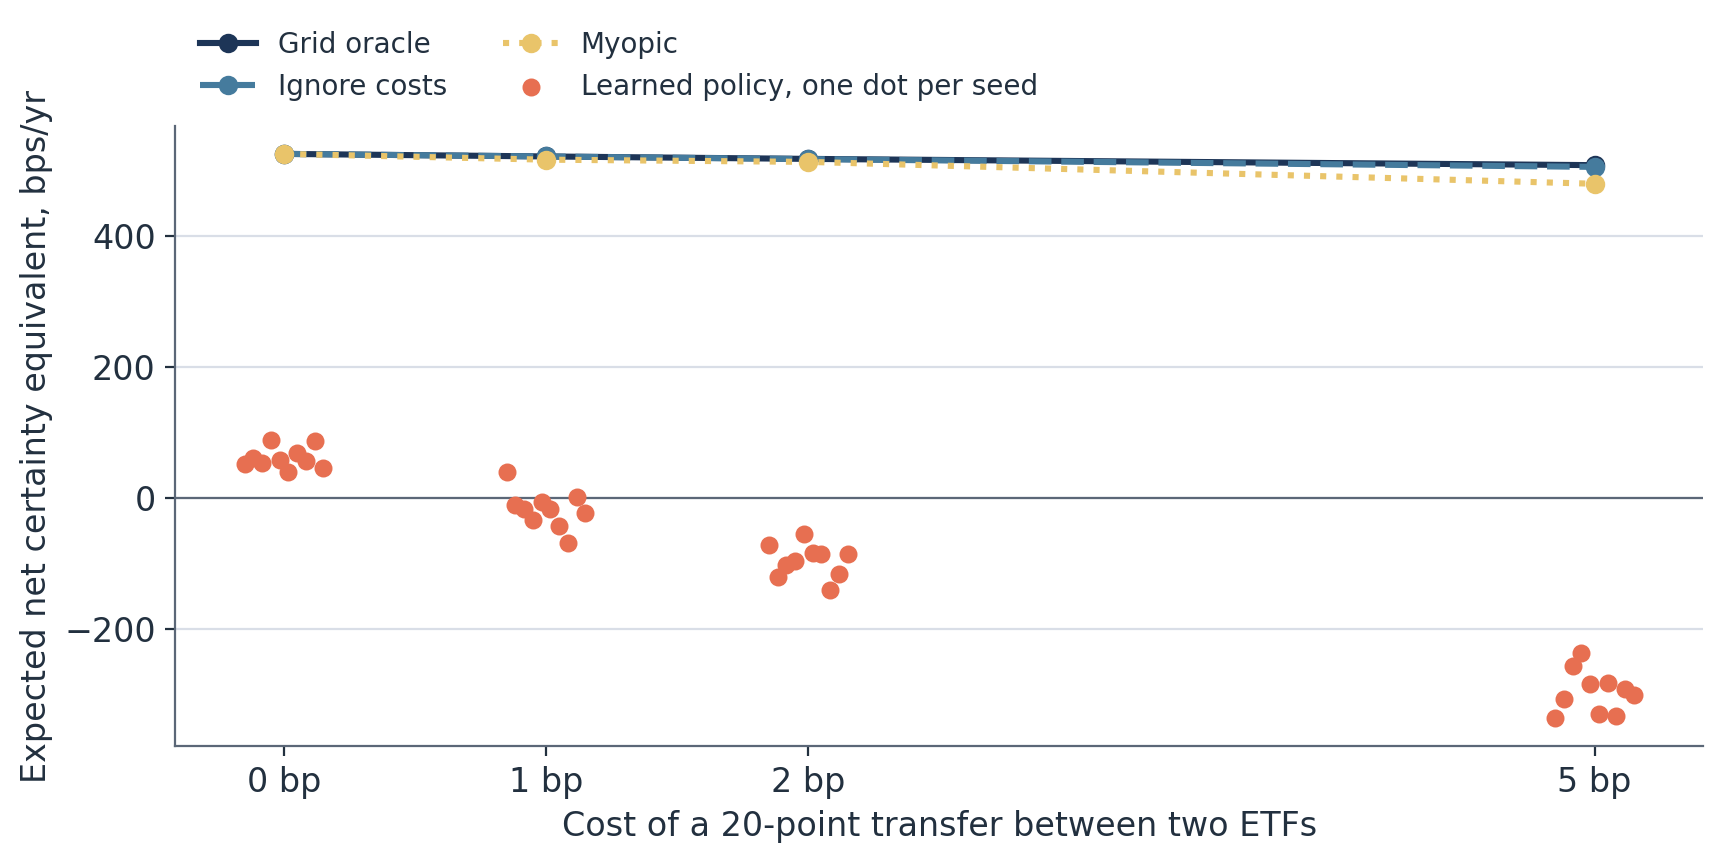 Grid oracle
Ignore costs
Myopic
Learned policy, one dot per seed
Expected net certainty equivalent, bps/yr
400
200
0
−200
0 bp
1 bp
2 bp
5 bp
Cost of a 20-point transfer between two ETFs